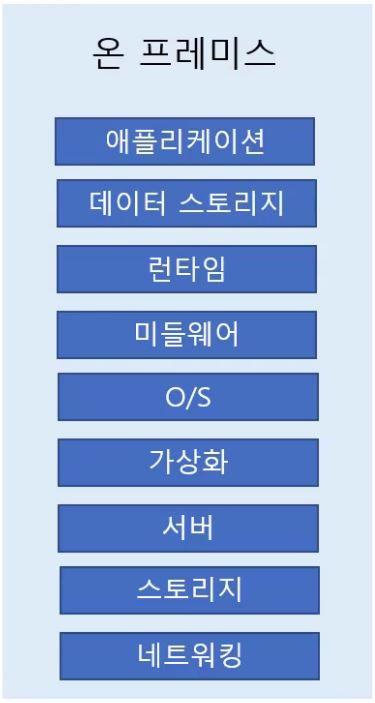 온 프레미스
애플리케이션
데이터 스토리지
런타임
미들웨어
O/S
가상화
서버
스토리지
네트워킹